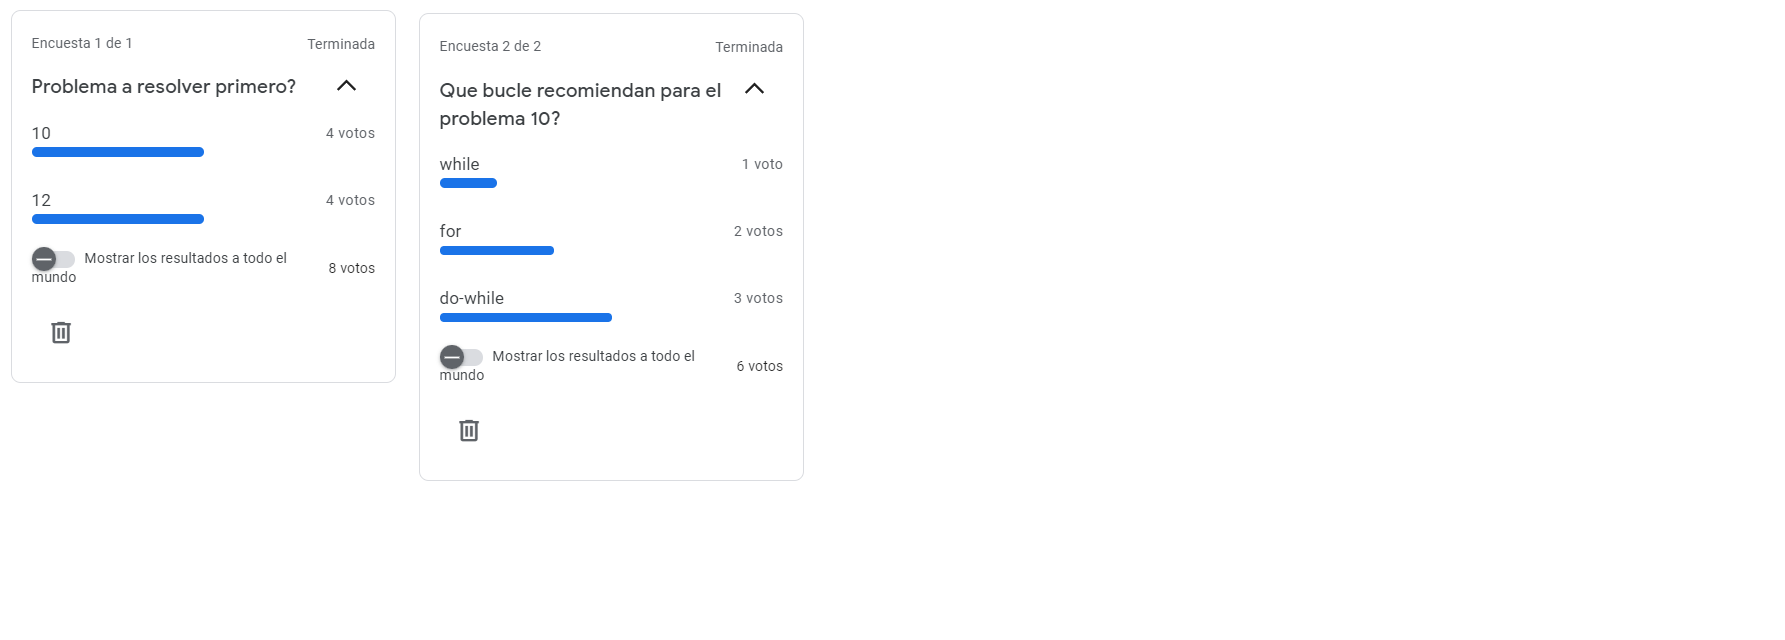 Encuesta 1 de 1
Terminada
Problema a resolver primero?
10
4 votos
12
4 votos
Mostrar los resultados a todo el
mundo
8 votos
Encuesta 2 de 2
Terminada
Que bucle recomiendan para el
problema 10?
while
1 voto
for
2 votos
do-while
3 votos
Mostrar los resultados a todo el
mundo
6 votos